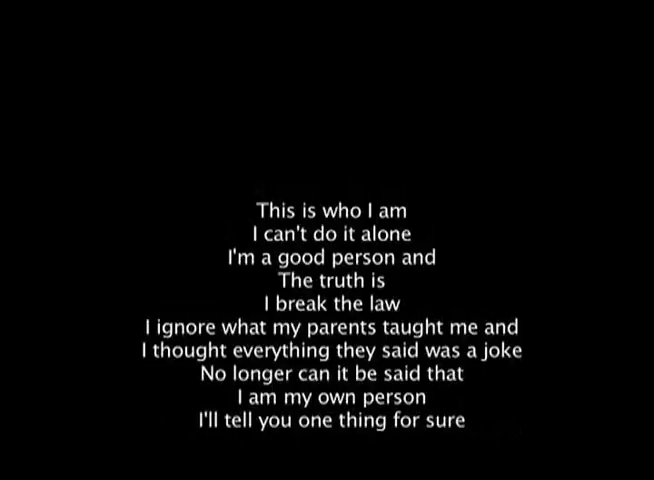 This is who I am
I can't do it alone
I'm a good person and
The truth is
I break the law
I ignore what my parents taught me and
I thought everything they said was a joke
No longer can it be said that
I am my own person
I'll tell you one thing for sure